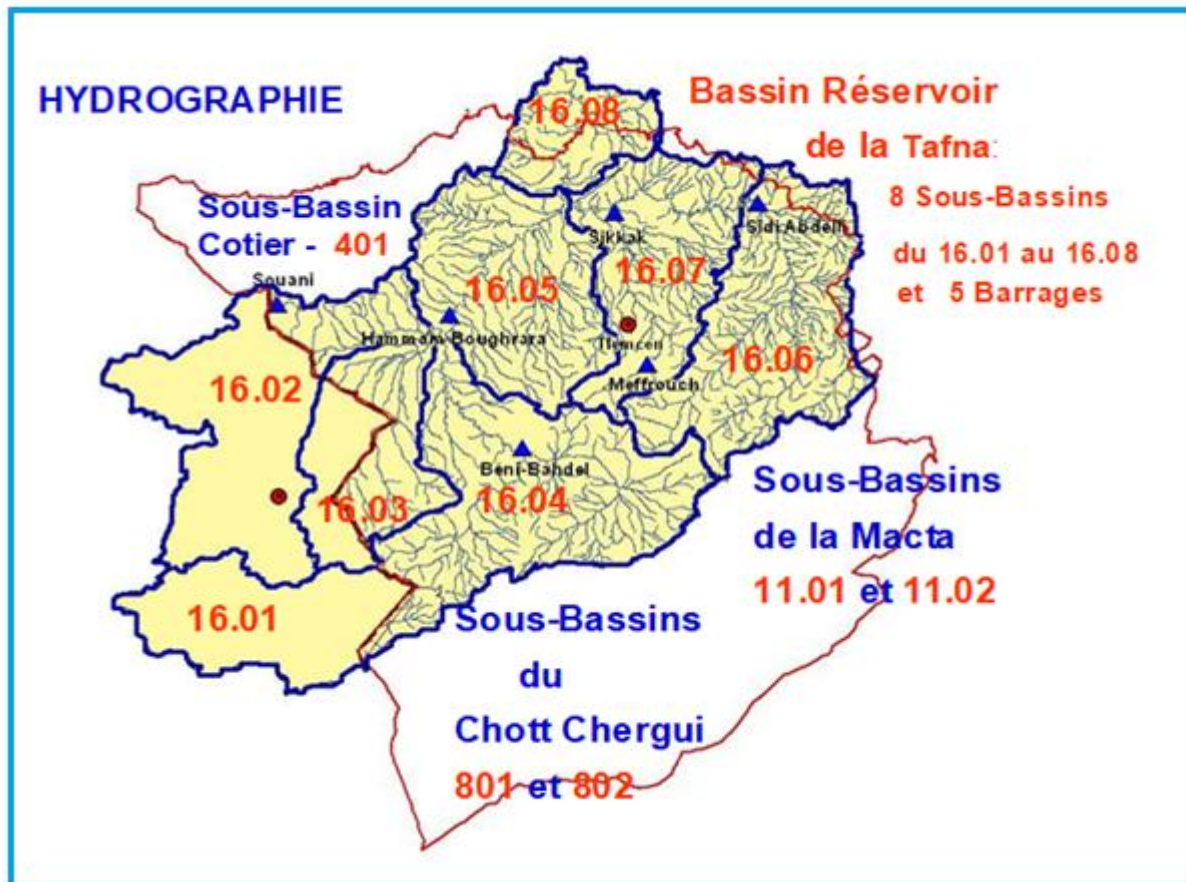 HYDROGRAPHIE
Bassin Réservoir
de la Tafna:
8 Sous-Bassins
du 16.01 au 16.08
et 5 Barrages
16.08
Sous-Bassin
Cotier - 401
Souani
Sikkak
Sidi Abdelli
16.05
16.07
Hammam Boughrara
Tlemcen
16.06
Meffrouch
16.02
Beni-Bahdel
16.03
16.04
Sous-Bassins
de la Macta
11.01 et 11.02
16.01
Sous-Bassins
du
Chott Chergui
801 et 802